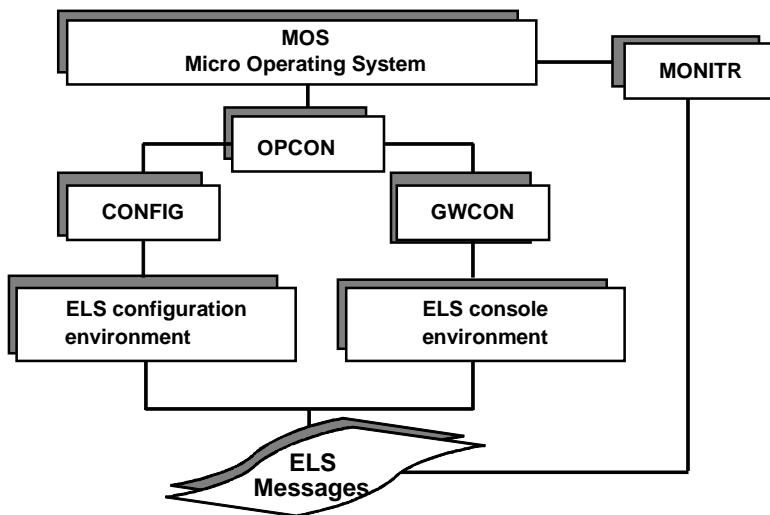 MOS
Micro Operating System
MONITR
OPCON
CONFIG
GWCON
ELS configuration
environment
ELS console
environment
ELS
Messages